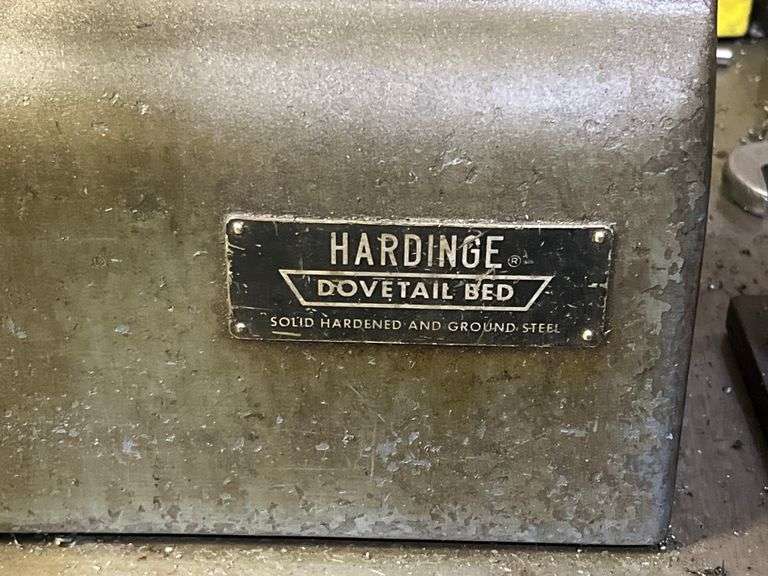 HARDINGE®
DOVETAIL BED
SOLID HARDENED AND GROUND STEEL